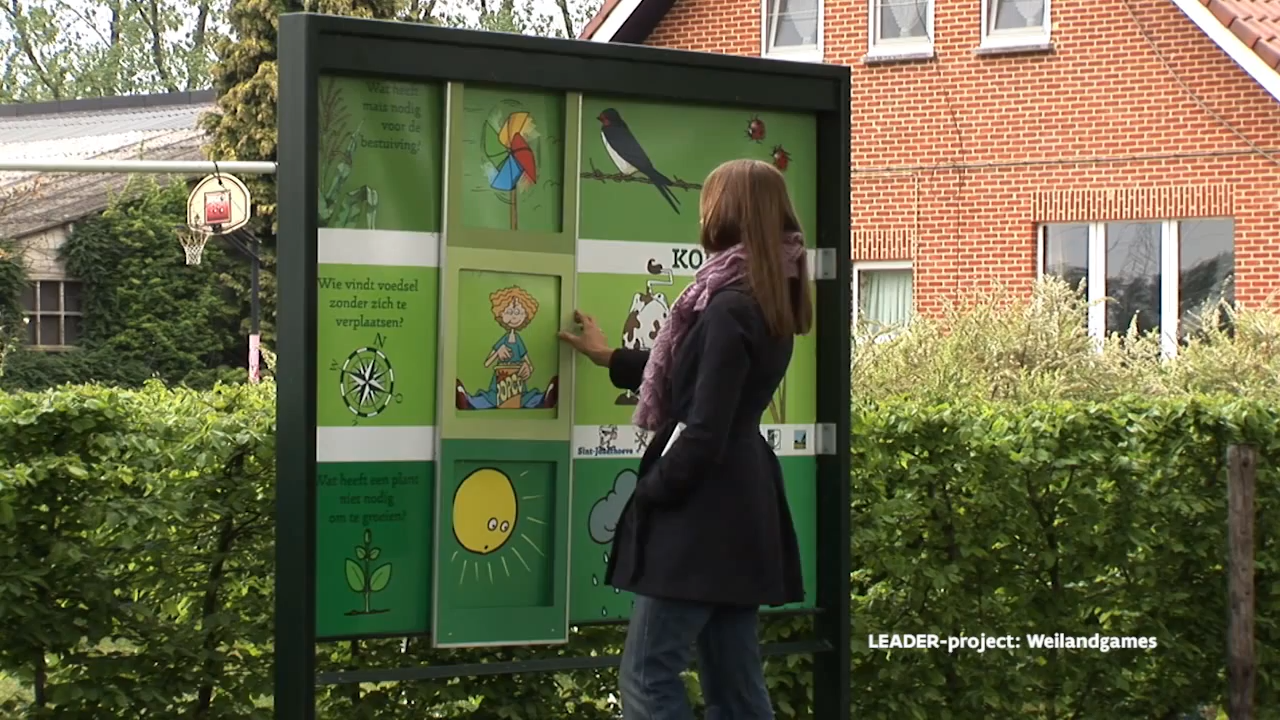 Wat heeft
mais nodig
voor de
bestuiving?
KO
Wie vindt voedsel
zonder zich te
verplaatsen?
N
Sint-Jozefhoeve
Wat heeft een plant
niet nodig
om te groeien?
LEADER-project: Weilandgames